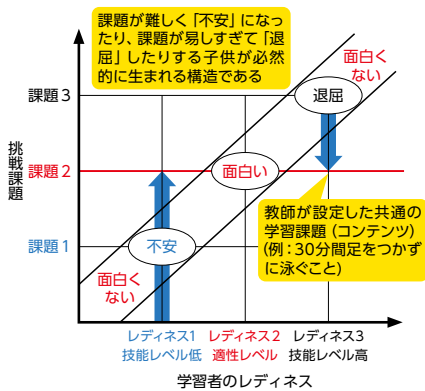 課題が難しく「不安」になっ
たり、課題が易しすぎて「退
屈」したりする子供が必然
的に生まれる構造である
面白く
ない
課題3
退屈
挑戦課題
課題2
面白い
教師が設定した共通の
学習課題(コンテンツ)
(例:30分間足をつかず
に泳ぐこと)
課題1
不安
面白く
ない
レディネス1
技能レベル低
レディネス2
適性レベル
レディネス3
技能レベル高
学習者のレディネス